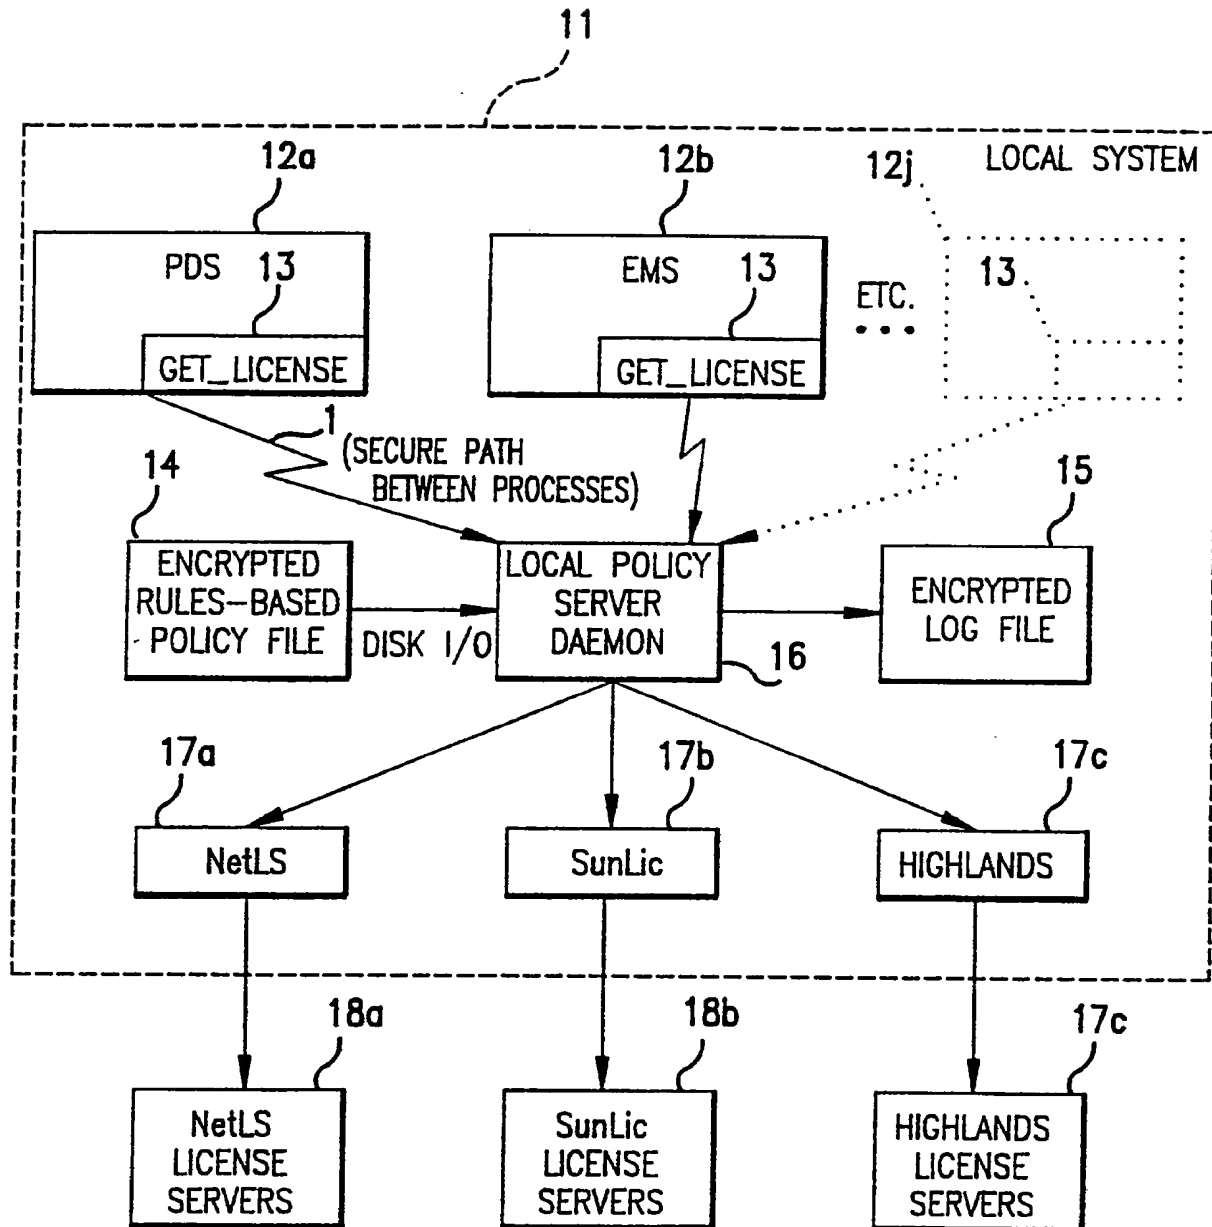 11
12a
12b
12j
LOCAL SYSTEM
PDS
13
EMS
13
13
ETC.
GET_LICENSE
GET_LICENSE
1
(SECURE PATH
BETWEEN PROCESSES)
14
15
ENCRYPTED
RULES-BASED
POLICY FILE
DISK I/O
LOCAL POLICY
SERVER
DAEMON
16
ENCRYPTED
LOG FILE
17a
17b
17c
NetLS
SunLic
HIGHLANDS
18a
18b
17c
NetLS
LICENSE
SERVERS
SunLic
LICENSE
SERVERS
HIGHLANDS
LICENSE
SERVERS